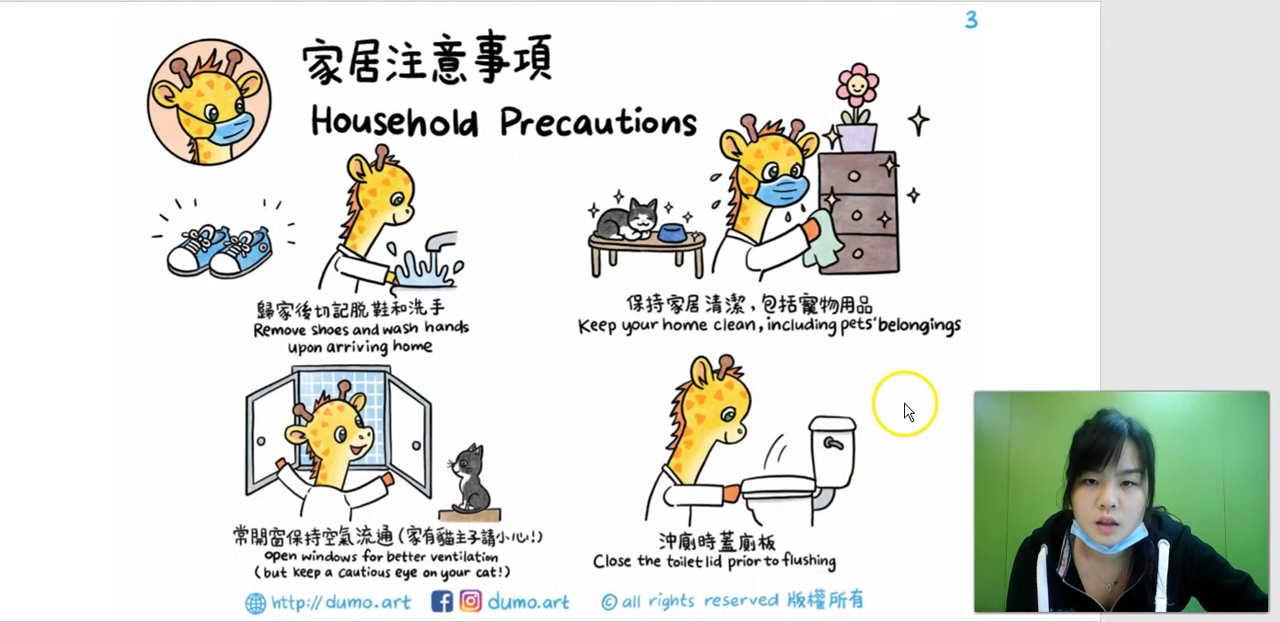 3
家居注意事項
Household Precautions
歸家後切記脫鞋和洗手
Remove shoes and wash hands
upon arriving home
保持家居清潔，包括寵物用品
Keep your home clean, including pets' belongings
常開窗保持空氣流通（家有貓主子請小心！）
open windows for better ventilation
(but keep a cautious eye on your cat!)
沖廁時蓋廁板
Close the toilet lid prior to flushing
http://dumo.art
dumo.art
© all rights reserved 版權所有